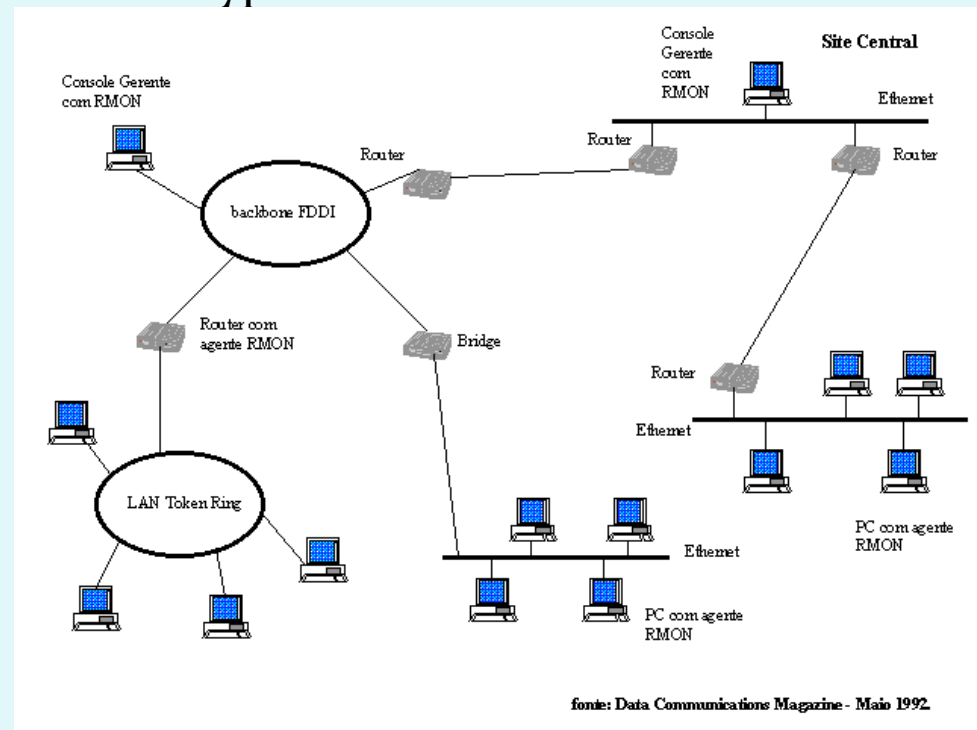 Console
Gerente
com
RMON
Site Central
Console Gerente
com RMON
Ethernet
Router
Router
Router
backbone FDDI
Router com
agente RMON
Bridge
Router
Ethernet
LAN Token Ring
PC com agente
RMON
Ethernet
PC com agente
RMON
fonte: Data Communications Magazine - Maio 1992.